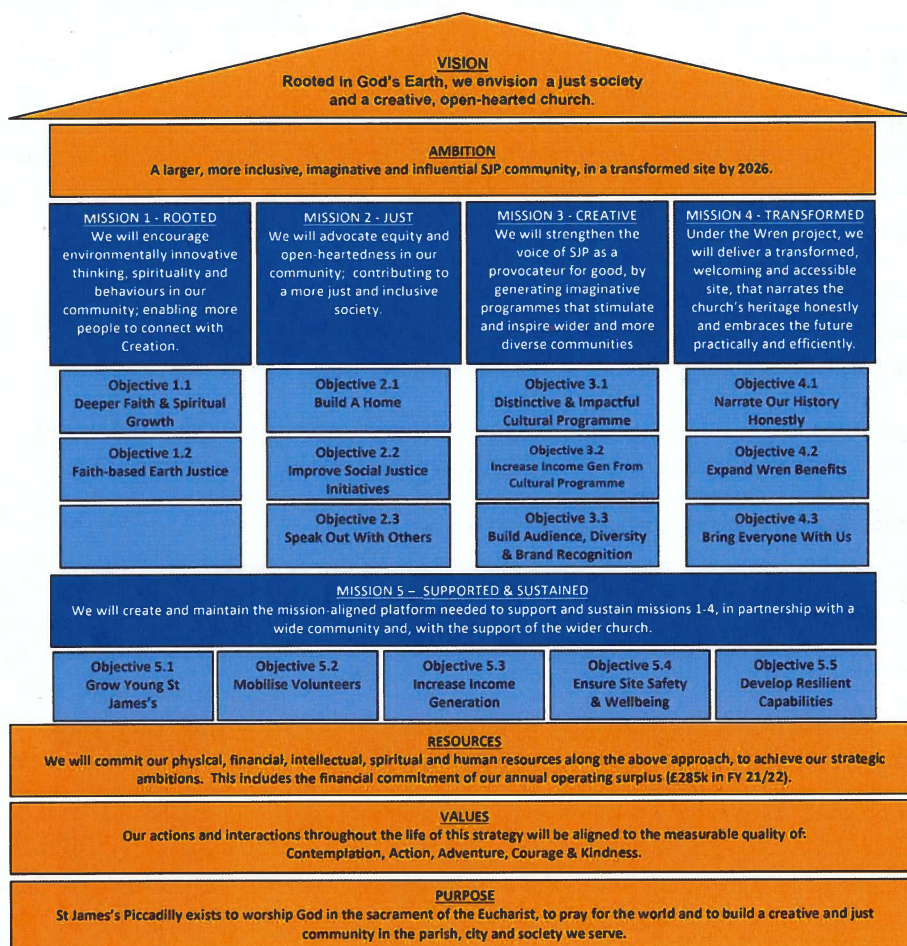 VISION
Rooted in God's Earth, we envision a just society
and a creative, open-hearted church.
AMBITION
A larger, more inclusive, imaginative and influential SJP community, in a transformed site by 2026.
MISSION 1 - ROOTED
We will encourage
environmentally innovative
thinking, spirituality and
behaviours in our
community; enabling more
people to connect with
Creation.
MISSION 2 - JUST
We will advocate equity and
open-heartedness in our
community; contributing to
a more just and inclusive
society.
MISSION 3 - CREATIVE
We will strengthen the
voice of SJP as a
provocateur for good, by
generating imaginative
programmes that stimulate
and inspire wider and more
diverse communities
MISSION 4 - TRANSFORMED
Under the Wren project, we
will deliver a transformed,
welcoming and accessible
site, that narrates the
church's heritage honestly
and embraces the future
practically and efficiently.
Objective 1.1
Deeper Faith & Spiritual
Growth
Objective 2.1
Build A Home
Objective 3.1
Distinctive & Impactful
Cultural Programme
Objective 4.1
Narrate Our History
Honestly
Objective 1.2
Faith-based Earth Justice
Objective 2.2
Improve Social Justice
Initiatives
Objective 3.2
Increase Income Gen From
Cultural Programme
Objective 4.2
Expand Wren Benefits
Objective 2.3
Speak Out With Others
Objective 3.3
Build Audience, Diversity
& Brand Recognition
Objective 4.3
Bring Everyone With Us
MISSION 5 – SUPPORTED & SUSTAINED
We will create and maintain the mission-aligned platform needed to support and sustain missions 1-4, in partnership with a
wide community and, with the support of the wider church.
Objective 5.1
Grow Young St
James's
Objective 5.2
Mobilise Volunteers
Objective 5.3
Increase Income
Generation
Objective 5.4
Ensure Site Safety
& Wellbeing
Objective 5.5
Develop Resilient
Capabilities
RESOURCES
We will commit our physical, financial, intellectual, spiritual and human resources along the above approach, to achieve our strategic
ambitions. This includes the financial commitment of our annual operating surplus (£285k in FY 21/22).
VALUES
Our actions and interactions throughout the life of this strategy will be aligned to the measurable quality of:
Contemplation, Action, Adventure, Courage & Kindness.
PURPOSE
St James's Piccadilly exists to worship God in the sacrament of the Eucharist, to pray for the world and to build a creative and just
community in the parish, city and society we serve.